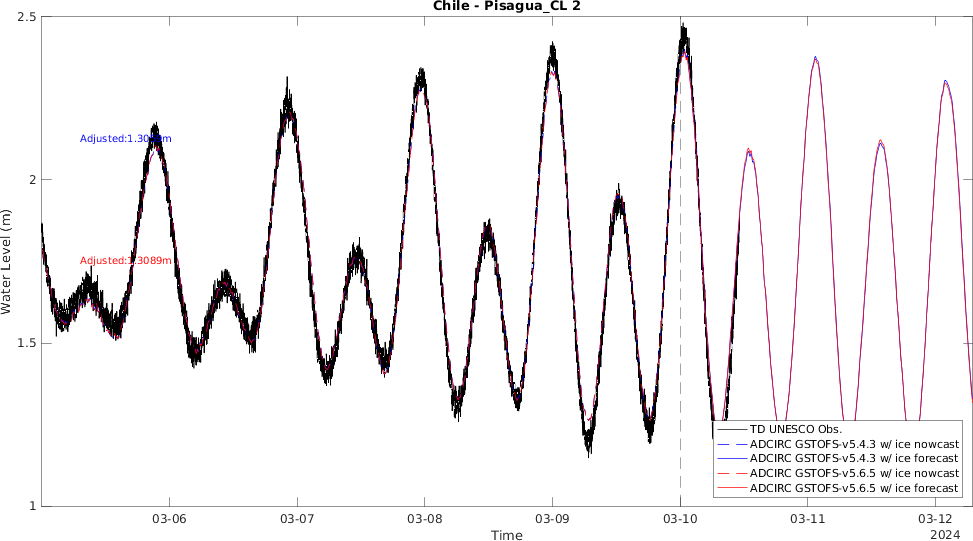 Chile - Pisagua_CL 2
2.5
2
1.5
1
Water Level (m)
Adjusted:1.3089m
03-06
03-07
03-08
03-09
03-10
03-11
03-12
2024
Time
TD UNESCO Obs.
ADCIRC GSTOFS-v5.4.3 w/ ice nowcast
ADCIRC GSTOFS-v5.4.3 w/ ice forecast
ADCIRC GSTOFS-v5.6.5 w/ ice nowcast
ADCIRC GSTOFS-v5.6.5 w/ ice forecast